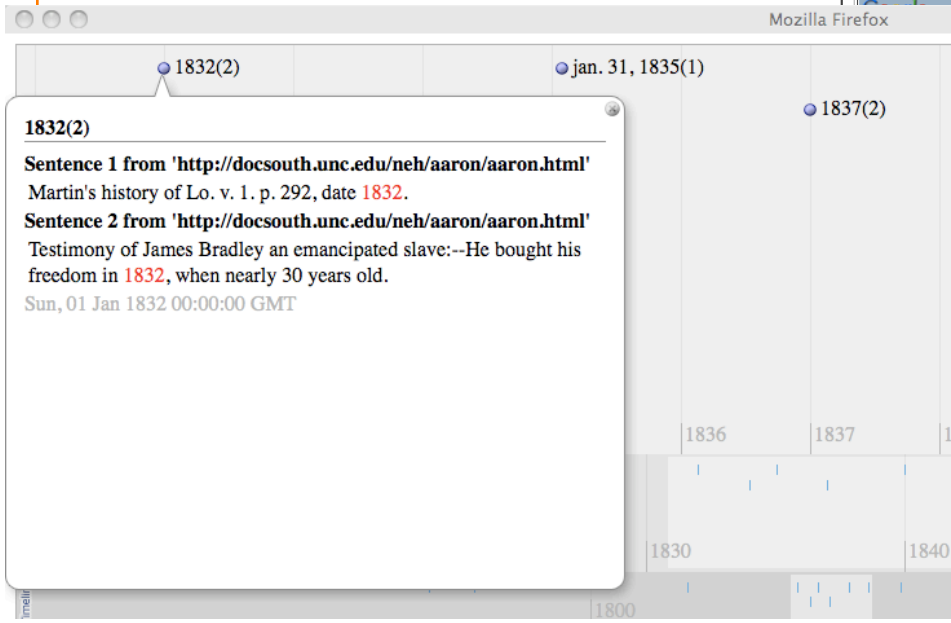 Mozilla Firefox
1832(2)
jan. 31, 1835(1)
1837(2)
1832(2)
Sentence 1 from 'http://docsouth.unc.edu/neh/aaron/aaron.html'
Martin's history of Lo. v. 1. p. 292, date 1832.
Sentence 2 from 'http://docsouth.unc.edu/neh/aaron/aaron.html'
Testimony of James Bradley an emancipated slave:--He bought his
freedom in 1832, when nearly 30 years old.
Sun, 01 Jan 1832 00:00:00 GMT
1836
1837
1830
1840
1800